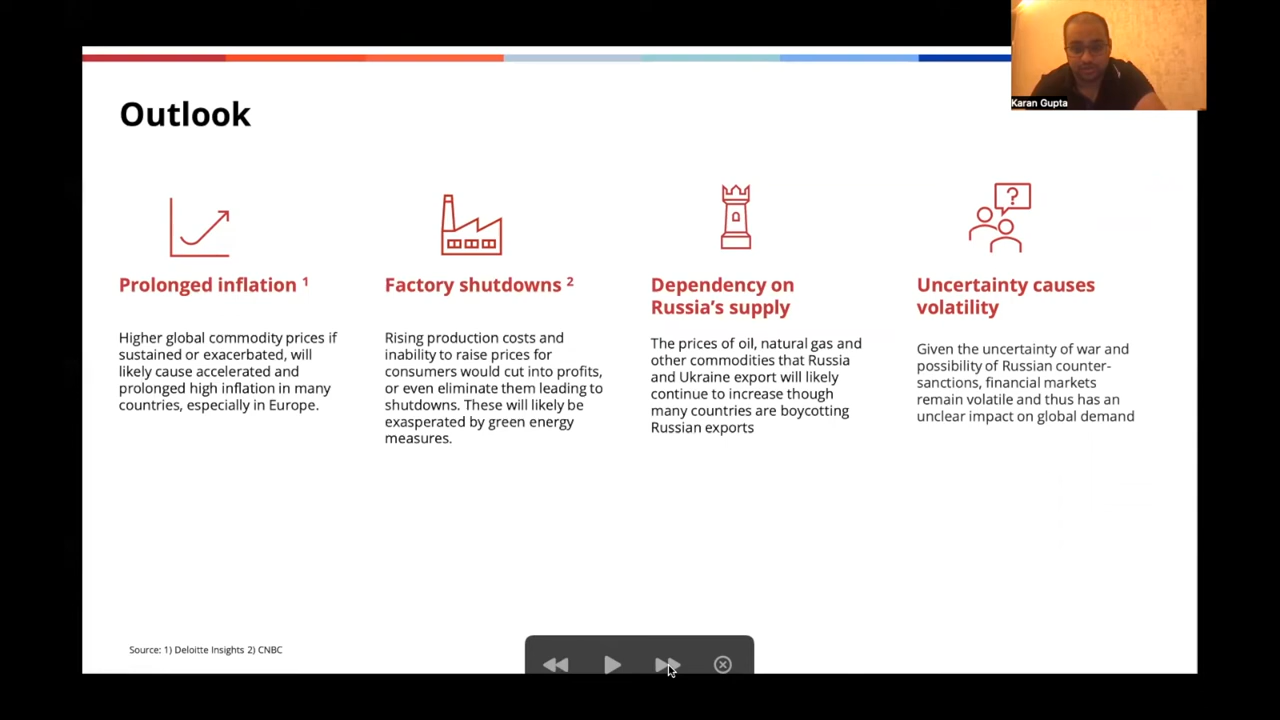 Karan Gupta
Outlook
?
Prolonged inflation 1
Higher global commodity prices if
sustained or exacerbated, will
likely cause accelerated and
prolonged high inflation in many
countries, especially in Europe.
Factory shutdowns 2
Rising production costs and
inability to raise prices for
consumers would cut into profits,
or even eliminate them leading to
shutdowns. These will likely be
exasperated by green energy
measures.
Dependency on
Russia’s supply
The prices of oil, natural gas and
other commodities that Russia
and Ukraine export will likely
continue to increase though
many countries are boycotting
Russian exports
Uncertainty causes
volatility
Given the uncertainty of war and
possibility of Russian counter-
sanctions, financial markets
remain volatile and thus has an
unclear impact on global demand
Source: 1) Deloitte Insights 2) CNBC